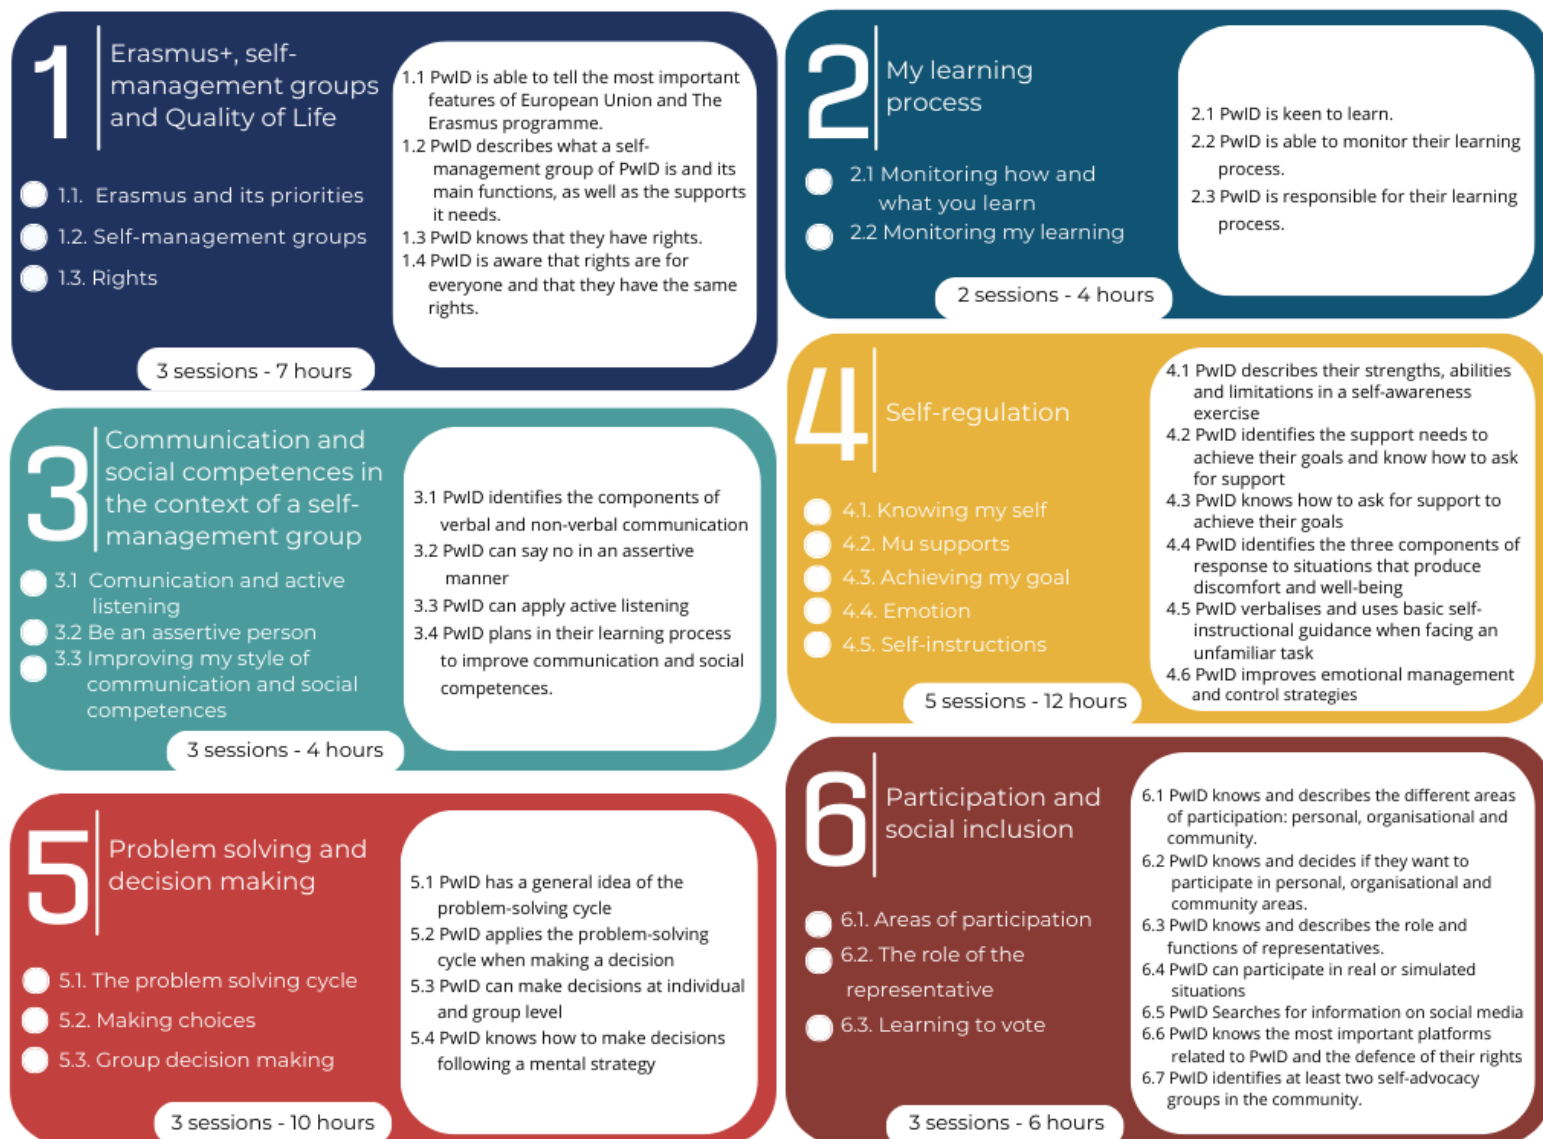 1
Erasmus+, self-
management groups
and Quality of Life
1.1. Erasmus and its priorities
1.2. Self-management groups
1.3. Rights
3 sessions - 7 hours
1.1 PwID is able to tell the most important
features of European Union and The
Erasmus programme.
1.2 PwID describes what a self-
management group of PwID is and its
main functions, as well as the supports
it needs.
1.3 PwID knows that they have rights.
1.4 PwID is aware that rights are for
everyone and that they have the same
rights.
2
My learning
process
2.1 Monitoring how and
what you learn
2.2 Monitoring my learning
2 sessions - 4 hours
2.1 PwID is keen to learn.
2.2 PwID is able to monitor their learning
process.
2.3 PwID is responsible for their learning
process.
3
Communication and
social competences in
the context of a self-
management group
3.1 Comunication and active
listening
3.2 Be an assertive person
3.3 Improving my style of
communication and social
competences
3 sessions - 4 hours
3.1 PwID identifies the components of
verbal and non-verbal communication
3.2 PwID can say no in an assertive
manner
3.3 PwID can apply active listening
3.4 PwID plans in their learning process
to improve communication and social
competences.
4
Self-regulation
4.1. Knowing my self
4.2. Mu supports
4.3. Achieving my goal
4.4. Emotion
4.5. Self-instructions
5 sessions - 12 hours
4.1 PwID describes their strengths, abilities
and limitations in a self-awareness
exercise
4.2 PwID identifies the support needs to
achieve their goals and know how to ask
for support
4.3 PwID knows how to ask for support to
achieve their goals
4.4 PwID identifies the three components of
response to situations that produce
discomfort and well-being
4.5 PwID verbalises and uses basic self-
instructional guidance when facing an
unfamiliar task
4.6 PwID improves emotional management
and control strategies
5
Problem solving and
decision making
5.1. The problem solving cycle
5.2. Making choices
5.3. Group decision making
3 sessions - 10 hours
5.1 PwID has a general idea of the
problem-solving cycle
5.2 PwID applies the problem-solving
cycle when making a decision
5.3 PwID can make decisions at individual
and group level
5.4 PwID knows how to make decisions
following a mental strategy
6
Participation and
social inclusion
6.1. Areas of participation
6.2. The role of the
representative
6.3. Learning to vote
3 sessions - 6 hours
6.1 PwID knows and describes the different areas
of participation: personal, organisational and
community.
6.2 PwID knows and decides if they want to
participate in personal, organisational and
community areas.
6.3 PwID knows and describes the role and
functions of representatives.
6.4 PwID can participate in real or simulated
situations
6.5 PwID Searches for information on social media
6.6 PwID knows the most important platforms
related to PwID and the defence of their rights
6.7 PwID identifies at least two self-advocacy
groups in the community.